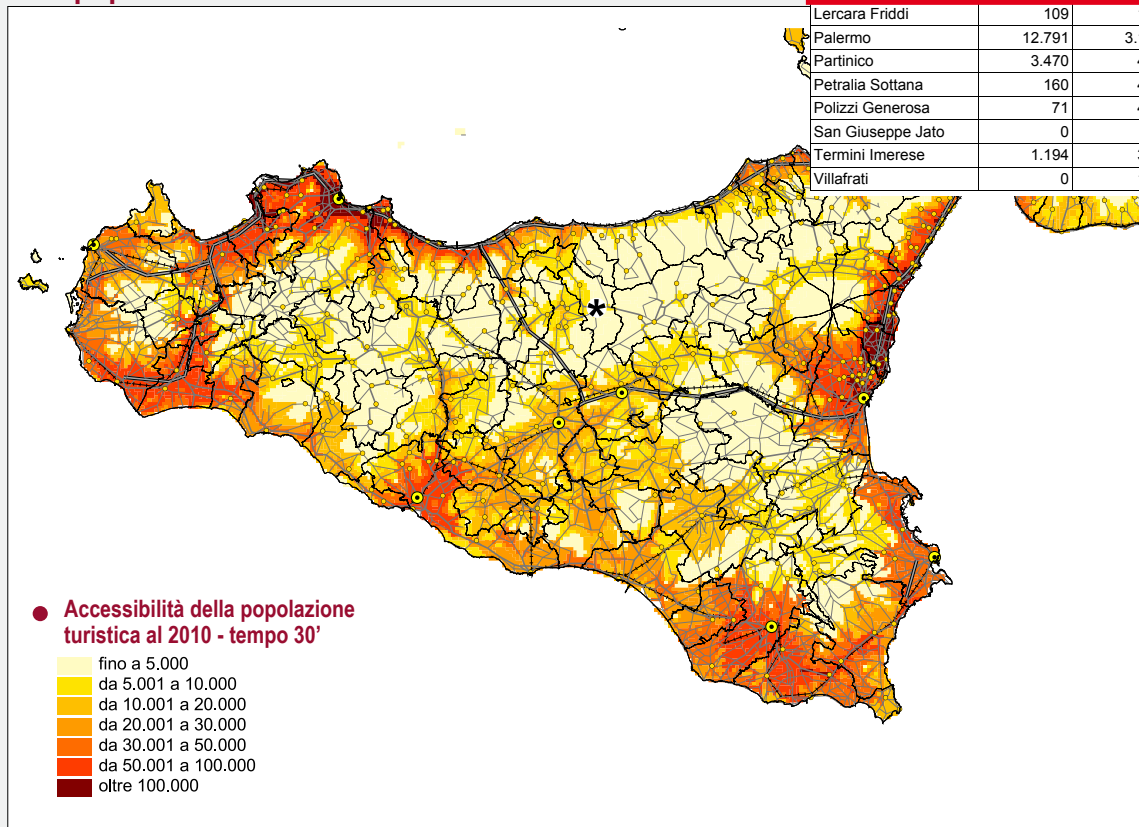 Lercara Friddi 109
Palermo 12.791 3.
Partinico 3.470
Petralia Sottana 160
Polizzi Generosa 71
San Giuseppe Jato 0
Termini Imerese 1.194
Villafrati 0
*
● Accessibilità della popolazione
turistica al 2010 - tempo 30’
fino a 5.000
da 5.001 a 10.000
da 10.001 a 20.000
da 20.001 a 30.000
da 30.001 a 50.000
da 50.001 a 100.000
oltre 100.000